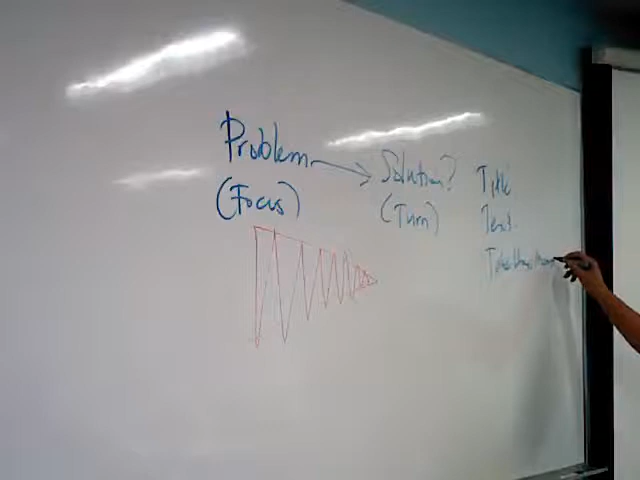 Problem → Solution?
(Focus) (Turn)
Title
Text